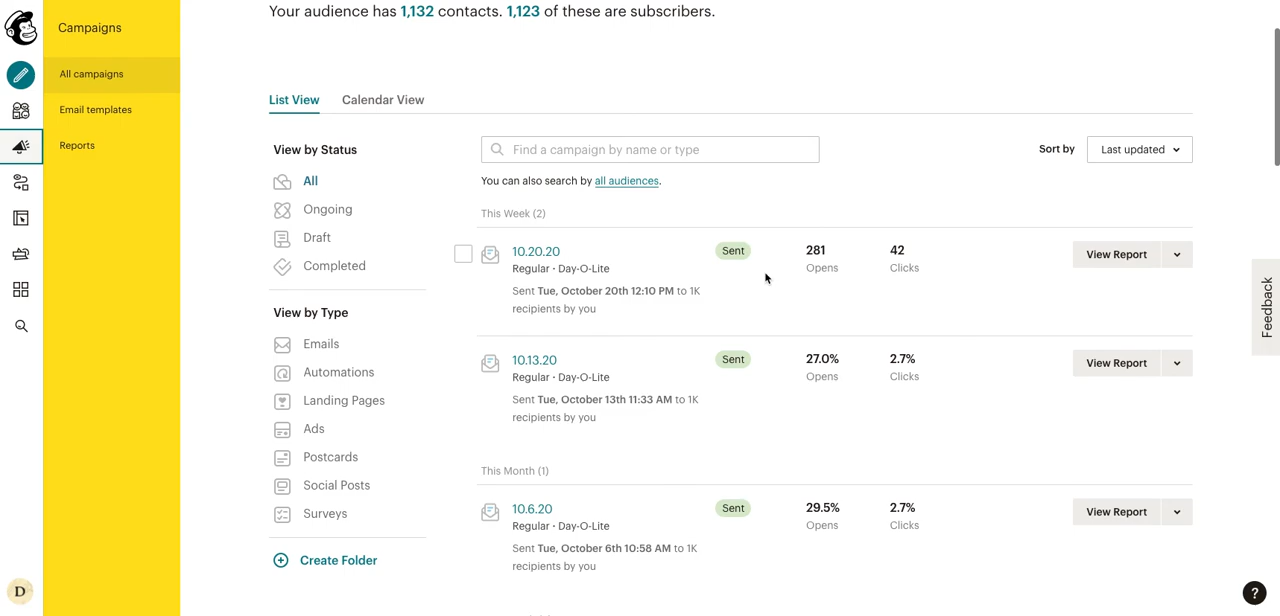 Your audience has 1,132 contacts. 1,123 of these are subscribers.
Campaigns
All campaigns
Email templates
Reports
List View Calendar View
View by Status
All
Ongoing
Draft
Completed
View by Type
Emails
Automations
Landing Pages
Ads
Postcards
Social Posts
Surveys
Create Folder
Find a campaign by name or type
Sort by Last updated
You can also search by all audiences.
This Week (2)
10.20.20 Sent 281 42 View Report
Regular · Day-O-Lite Opens Clicks
Sent Tue, October 20th 12:10 PM to 1K
recipients by you
10.13.20 Sent 27.0% 2.7% View Report
Regular · Day-O-Lite Opens Clicks
Sent Tue, October 13th 11:33 AM to 1K
recipients by you
This Month (1)
10.6.20 Sent 29.5% 2.7% View Report
Regular · Day-O-Lite Opens Clicks
Sent Tue, October 6th 10:58 AM to 1K
recipients by you
Feedback
D
?